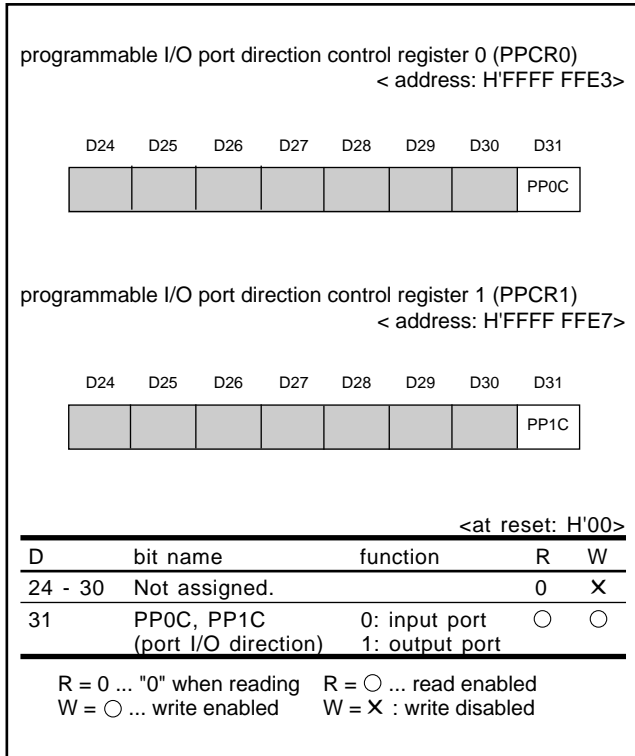 programmable I/O port direction control register 0 (PPCR0)
< address: H'FFFF FFE3>
D24 D25 D26 D27 D28 D29 D30 D31
PP0C
programmable I/O port direction control register 1 (PPCR1)
< address: H'FFFF FFE7>
D24 D25 D26 D27 D28 D29 D30 D31
PP1C
<at reset: H'00>
D bit name function R W
24 - 30 Not assigned. 0 ✕
31 PP0C, PP1C 0: input port ○ ○
(port I/O direction) 1: output port
R = 0 ... "0" when reading R = ○ ... read enabled
W = ○ ... write enabled W = ✕ : write disabled